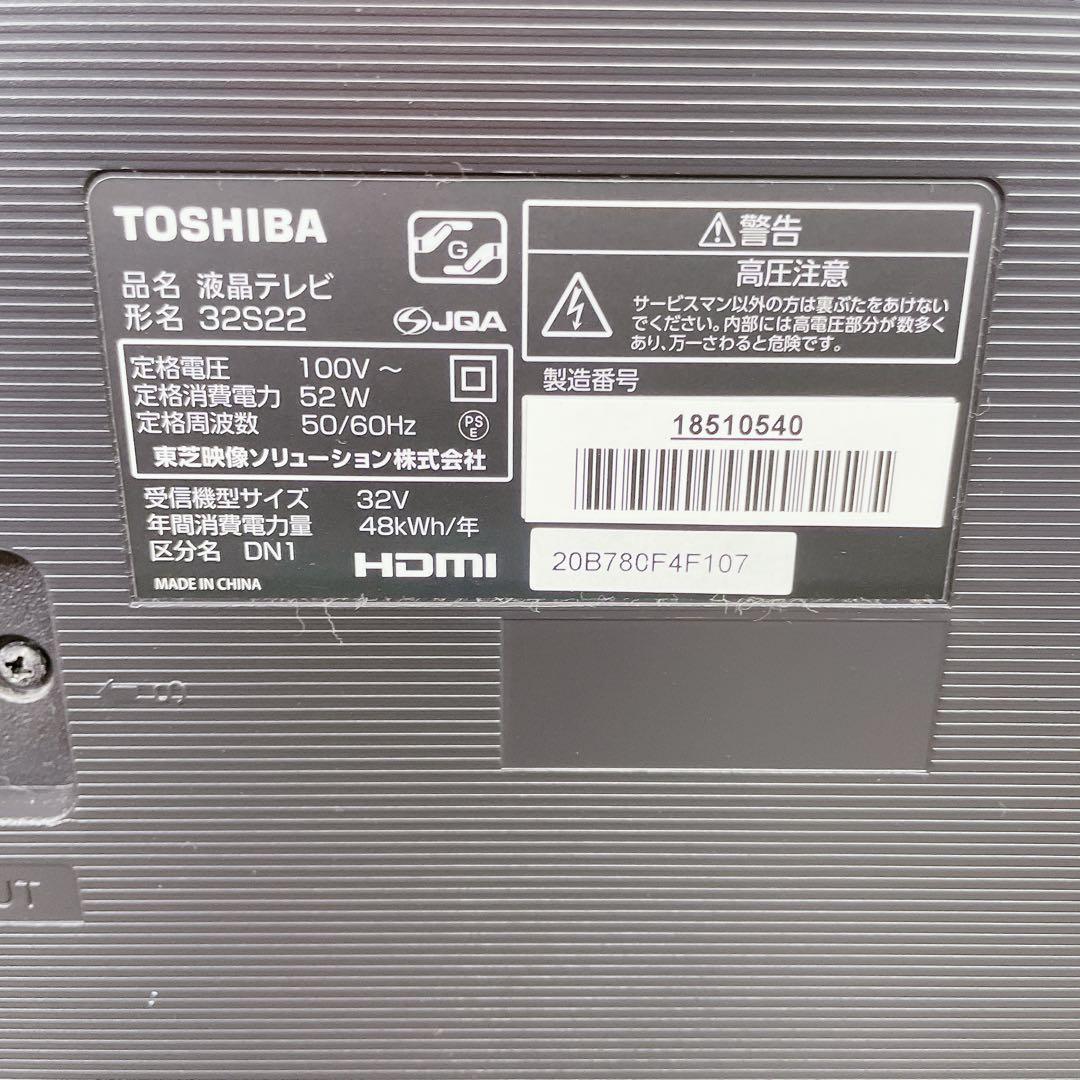 TOSHIBA
G
品名 液晶テレビ
形名 32S22
JQA
定格電圧 100V ～
定格消費電力 52W
定格周波数 50/60Hz
PS
E
東芝映像ソリューション株式会社
受信機型サイズ 32V
年間消費電力量 48kWh/年
区分名 DN1
HDMI
MADE IN CHINA
警告
高圧注意
サービスマン以外の方は裏ぶたをあけない
でください。内部には高電圧部分が数多く
あり、万一さわると危険です。
製造番号
18510540
20B780F4F107
UT